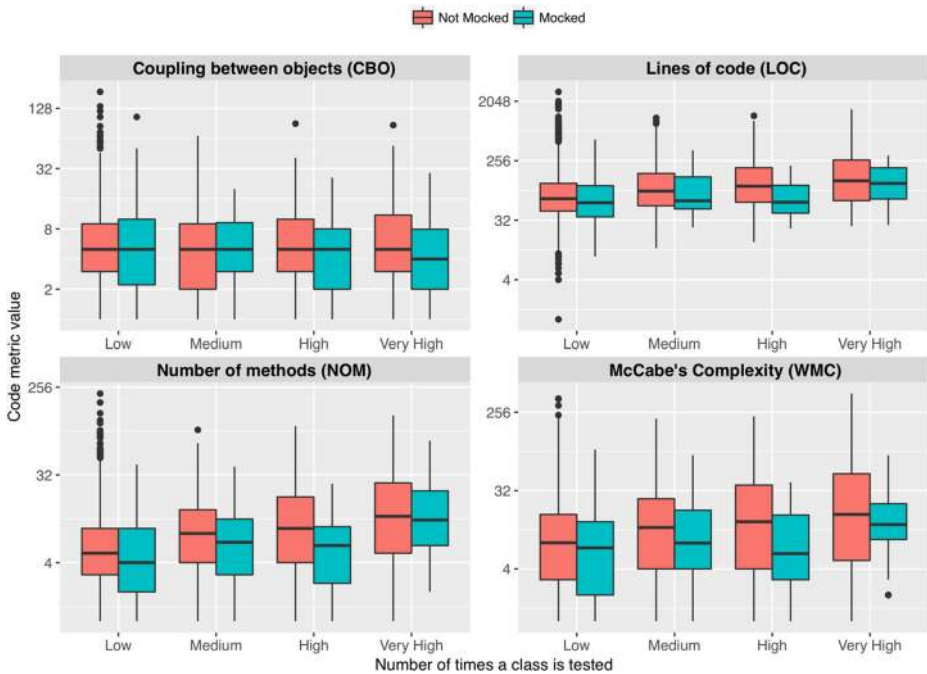 Not Mocked Mocked
Coupling between objects (CBO)
128
32
8
2
Low Medium High Very High
Lines of code (LOC)
2048
256
32
4
Low Medium High Very High
Number of methods (NOM)
256
32
4
Low Medium High Very High
McCabe's Complexity (WMC)
256
32
4
Low Medium High Very High
Code metric value
Number of times a class is tested